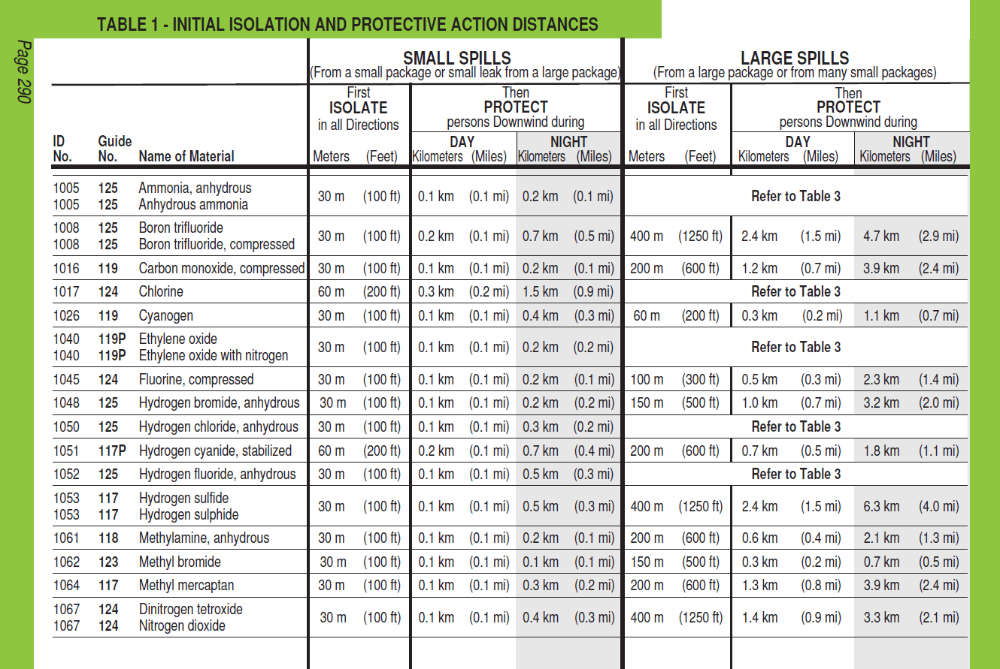 TABLE 1 - INITIAL ISOLATION AND PROTECTIVE ACTION DISTANCES
Page 290
SMALL SPILLS
(From a small package or small leak from a large package)
LARGE SPILLS
(From a large package or from many small packages)
First
ISOLATE
in all Directions
Then
PROTECT
persons Downwind during
First
ISOLATE
in all Directions
Then
PROTECT
persons Downwind during
ID No. Guide No. Name of Material
Meters (Feet)
DAY
Kilometers (Miles)
NIGHT
Kilometers (Miles)
Meters (Feet)
DAY
Kilometers (Miles)
NIGHT
Kilometers (Miles)
1005 125 Ammonia, anhydrous
1005 125 Anhydrous ammonia
30 m (100 ft) 0.1 km (0.1 mi) 0.2 km (0.1 mi) Refer to Table 3
1008 125 Boron trifluoride
1008 125 Boron trifluoride, compressed
30 m (100 ft) 0.2 km (0.1 mi) 0.7 km (0.5 mi) 400 m (1250 ft) 2.4 km (1.5 mi) 4.7 km (2.9 mi)
1016 119 Carbon monoxide, compressed 30 m (100 ft) 0.1 km (0.1 mi) 0.2 km (0.1 mi) 200 m (600 ft) 1.2 km (0.7 mi) 3.9 km (2.4 mi)
1017 124 Chlorine 60 m (200 ft) 0.3 km (0.2 mi) 1.5 km (0.9 mi) Refer to Table 3
1026 119 Cyanogen 30 m (100 ft) 0.1 km (0.1 mi) 0.4 km (0.3 mi) 60 m (200 ft) 0.3 km (0.2 mi) 1.1 km (0.7 mi)
1040 119P Ethylene oxide
1040 119P Ethylene oxide with nitrogen
30 m (100 ft) 0.1 km (0.1 mi) 0.2 km (0.2 mi) Refer to Table 3
1045 124 Fluorine, compressed 30 m (100 ft) 0.1 km (0.1 mi) 0.2 km (0.1 mi) 100 m (300 ft) 0.5 km (0.3 mi) 2.3 km (1.4 mi)
1048 125 Hydrogen bromide, anhydrous 30 m (100 ft) 0.1 km (0.1 mi) 0.2 km (0.2 mi) 150 m (500 ft) 1.0 km (0.7 mi) 3.2 km (2.0 mi)
1050 125 Hydrogen chloride, anhydrous 30 m (100 ft) 0.1 km (0.1 mi) 0.3 km (0.2 mi) Refer to Table 3
1051 117P Hydrogen cyanide, stabilized 60 m (200 ft) 0.2 km (0.1 mi) 0.7 km (0.4 mi) 200 m (600 ft) 0.7 km (0.5 mi) 1.8 km (1.1 mi)
1052 125 Hydrogen fluoride, anhydrous 30 m (100 ft) 0.1 km (0.1 mi) 0.5 km (0.3 mi) Refer to Table 3
1053 117 Hydrogen sulfide
1053 117 Hydrogen sulphide
30 m (100 ft) 0.1 km (0.1 mi) 0.5 km (0.3 mi) 400 m (1250 ft) 2.4 km (1.5 mi) 6.3 km (4.0 mi)
1061 118 Methylamine, anhydrous 30 m (100 ft) 0.1 km (0.1 mi) 0.2 km (0.1 mi) 200 m (600 ft) 0.6 km (0.4 mi) 2.1 km (1.3 mi)
1062 123 Methyl bromide 30 m (100 ft) 0.1 km (0.1 mi) 0.1 km (0.1 mi) 150 m (500 ft) 0.3 km (0.2 mi) 0.7 km (0.5 mi)
1064 117 Methyl mercaptan 30 m (100 ft) 0.1 km (0.1 mi) 0.3 km (0.2 mi) 200 m (600 ft) 1.3 km (0.8 mi) 3.9 km (2.4 mi)
1067 124 Dinitrogen tetroxide
1067 124 Nitrogen dioxide
30 m (100 ft) 0.1 km (0.1 mi) 0.4 km (0.3 mi) 400 m (1250 ft) 1.4 km (0.9 mi) 3.3 km (2.1 mi)